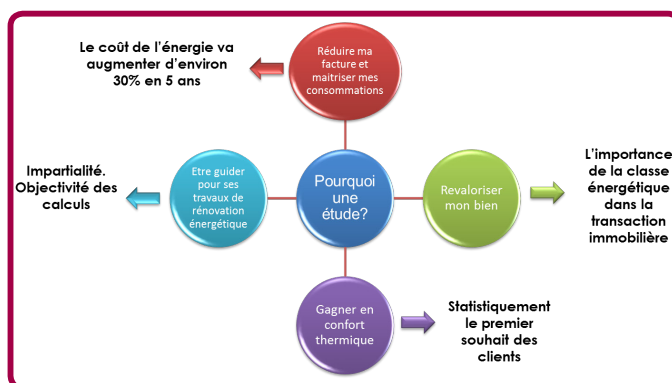 Le coût de l'énergie va
augmenter d'environ
30% en 5 ans
Réduire ma
facture et
maitriser mes
consommations
Impartialité.
Objectivité des
calculs
Etre guider
pour ses
travaux de
rénovation
énergétique
Pourquoi
une
étude?
Revaloriser
mon bien
L'importance
de la classe
énergétique
dans la
transaction
immobilière
Gagner en
confort
thermique
Statistiquement
le premier
souhait des
clients